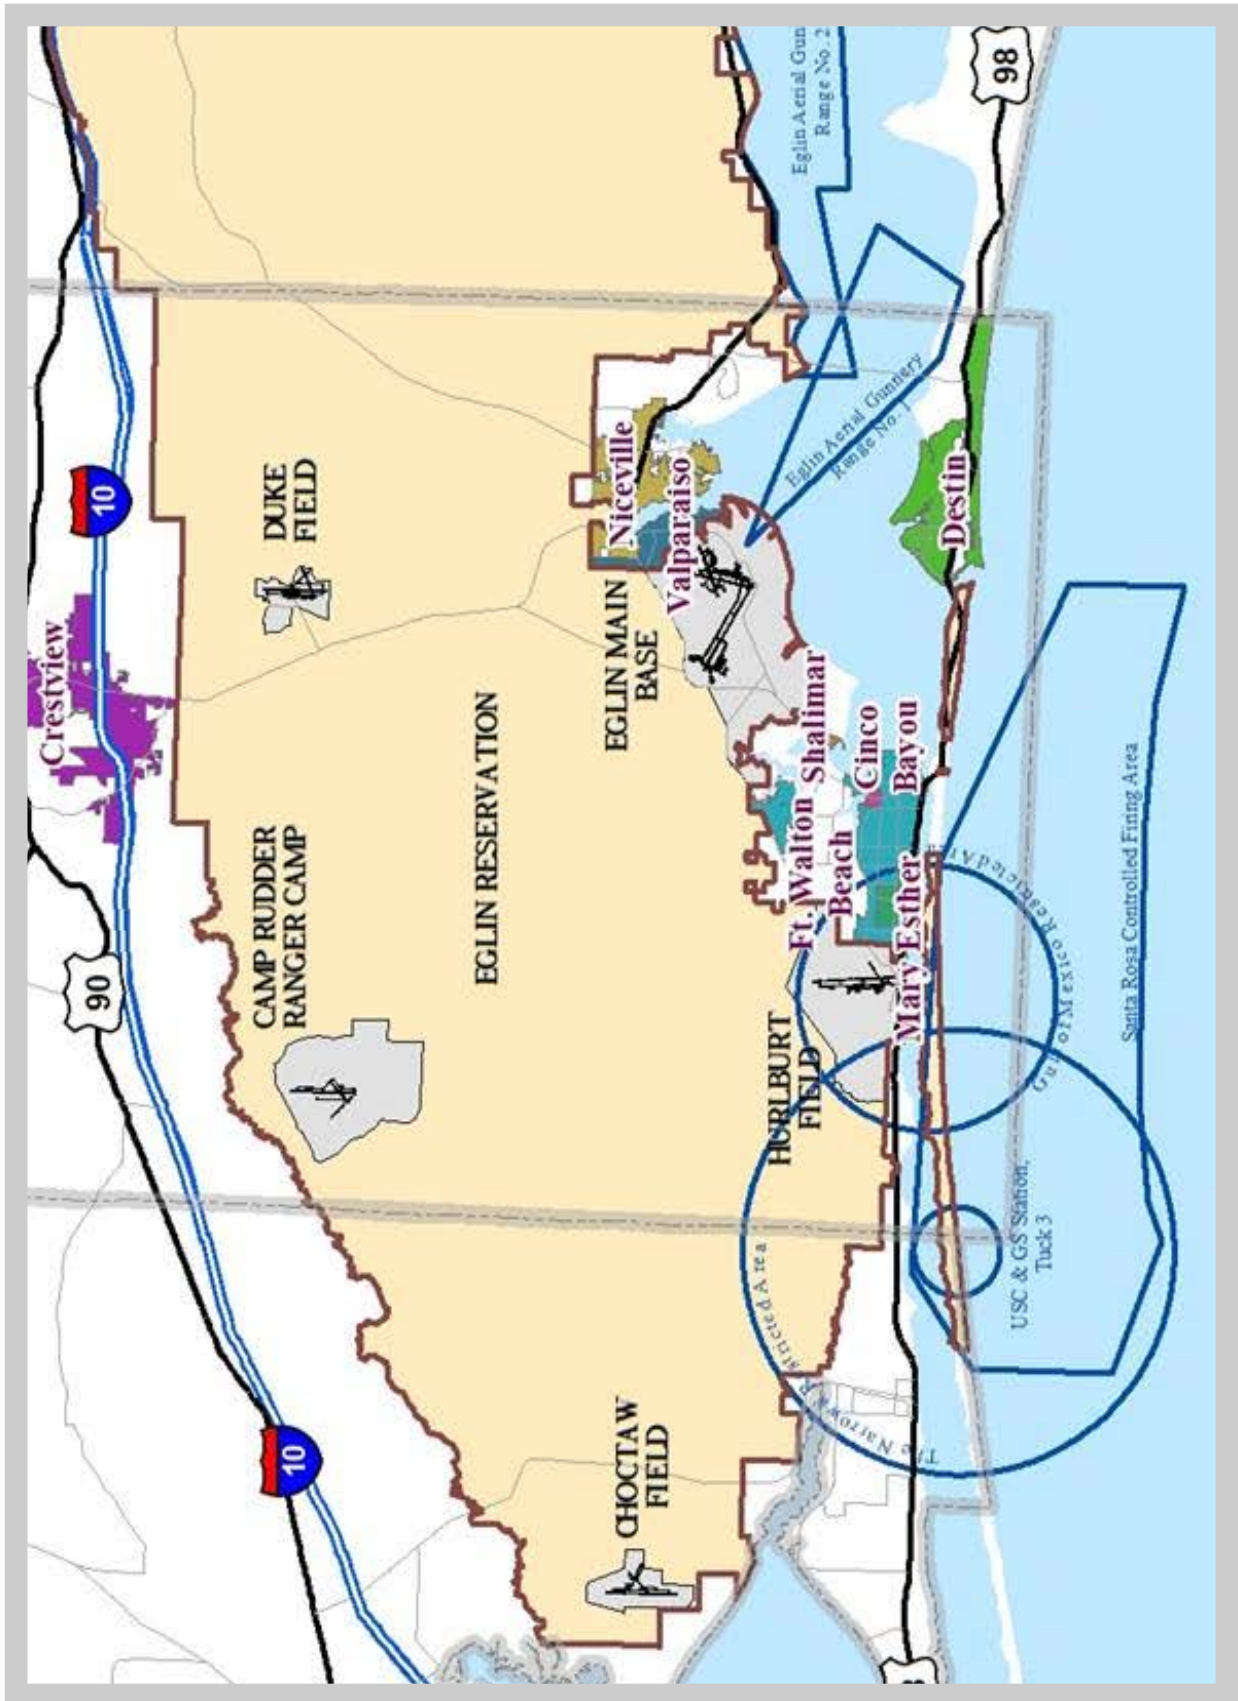 Crestview
90
10
10
CAMP RUDDER
RANGER CAMP
DUKE
FIELD
EGLIN RESERVATION
CHOCTAW
FIELD
EGLIN MAIN
BASE
Niceville
Valparaiso
Eglin Aerial Gun
Range No. 2
HURLBURT
FIELD
Ft. Walton
Beach
Shalimar
Cinco
Bayou
Mary Esther
Destin
98
Eglin Aerial Gunnery
Range No. 1
The Narrows Restricted Area
Gulf of Mexico Restricted Area
USC & GS Station,
Tuck 3
Santa Rosa Controlled Firing Area